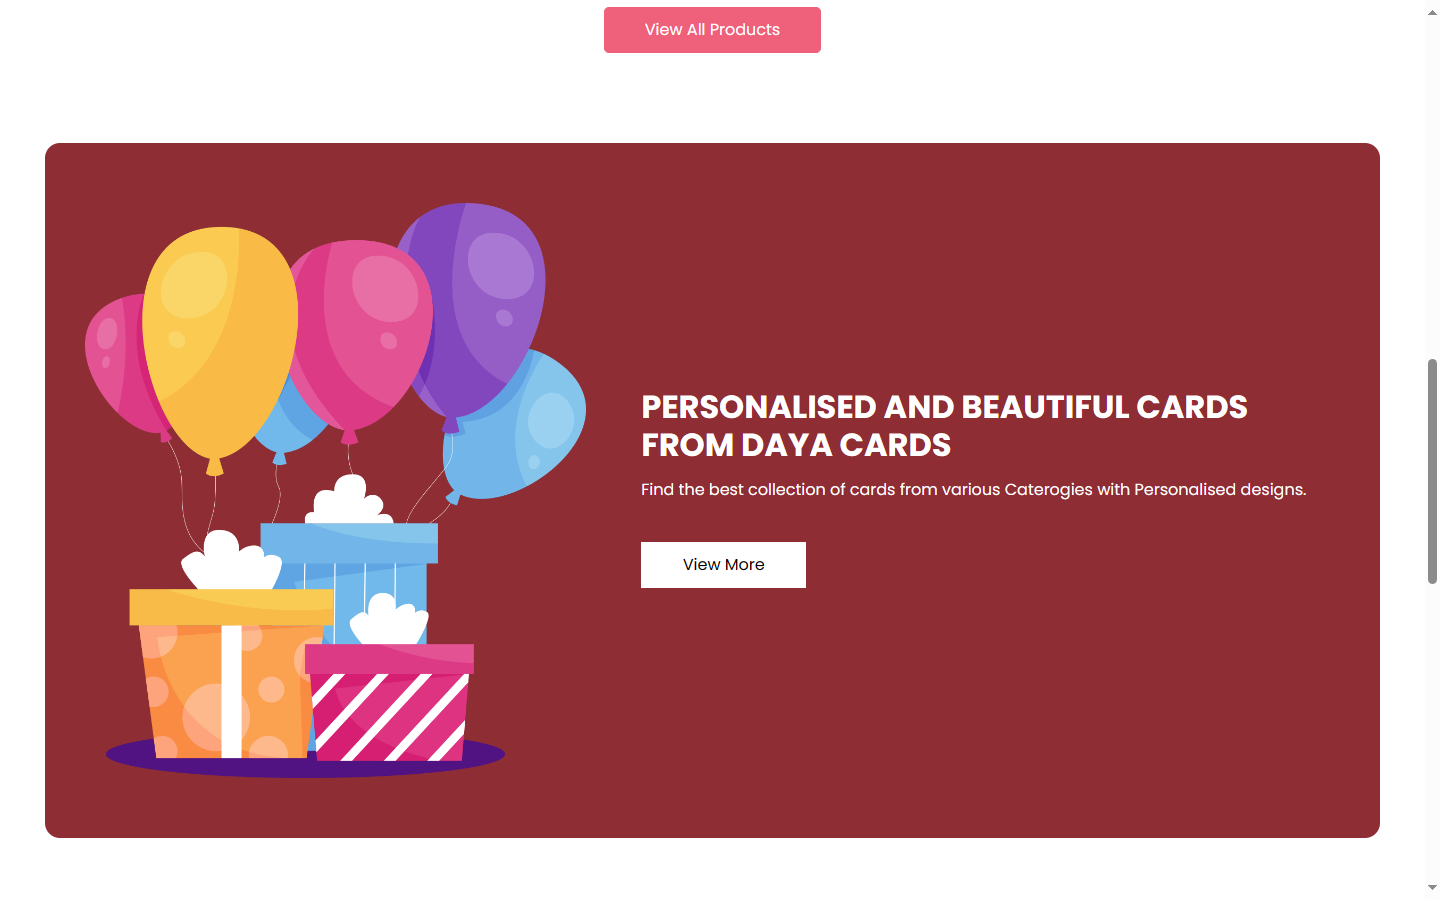 View All Products
PERSONALISED AND BEAUTIFUL CARDS
FROM DAYA CARDS
Find the best collection of cards from various Caterogies with Personalised designs.
View More